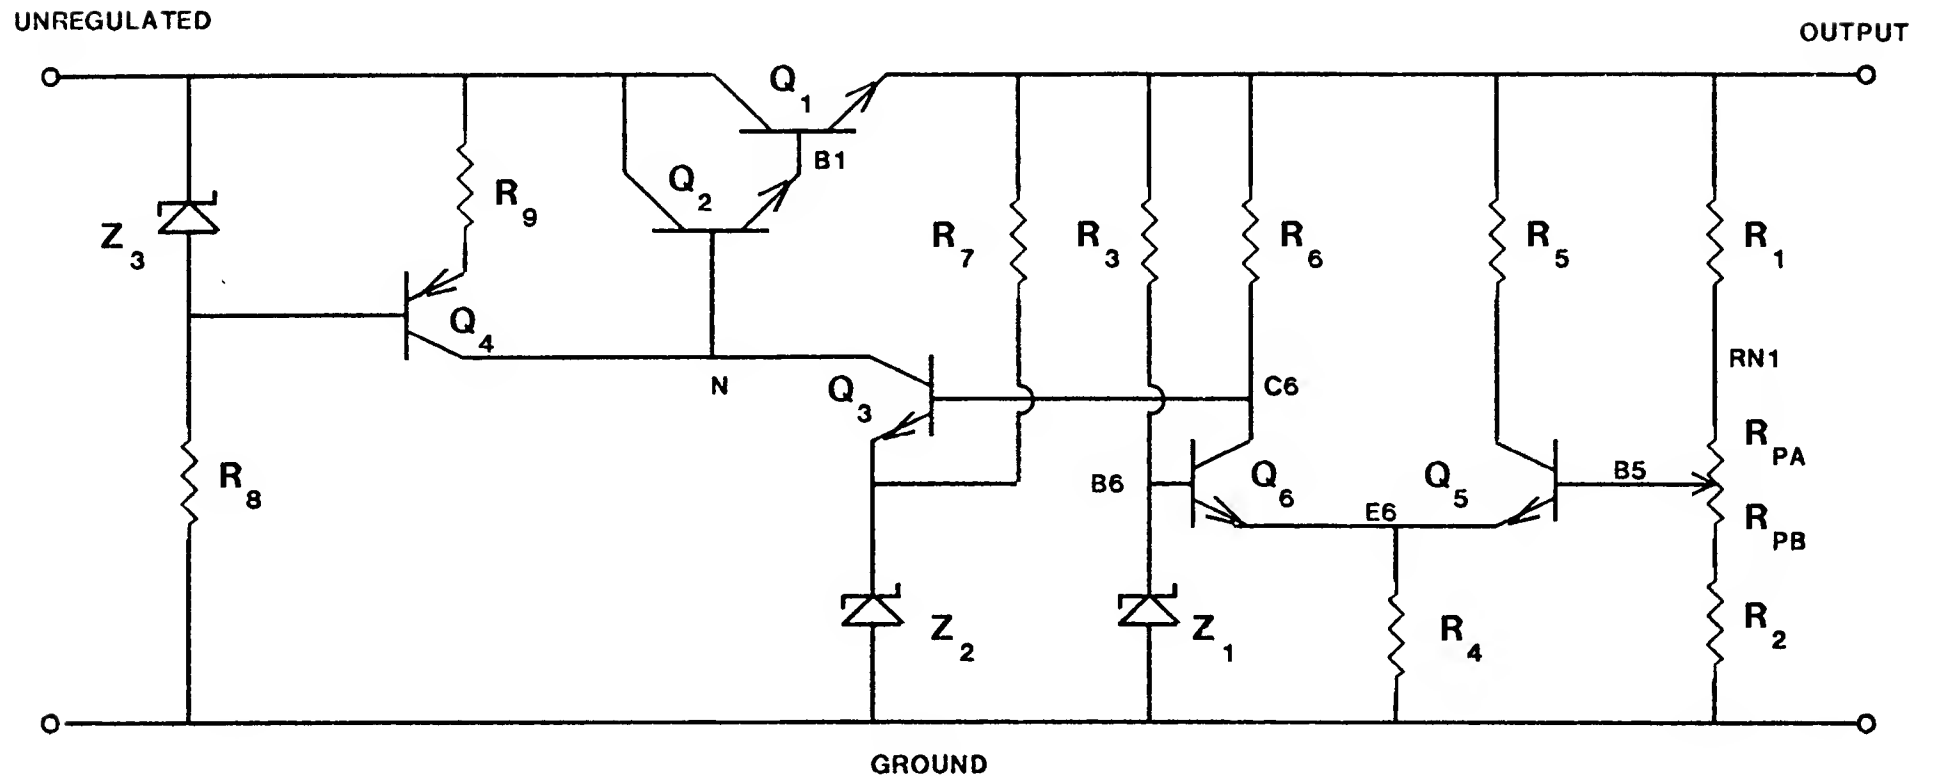 UNREGULATED
OUTPUT
Q1
B1
Q2
R9
Z3
R7
R3
R6
R5
R1
Q4
N
Q3
C6
RN1
RPA
R8
B6
Q6
Q5
B5
E6
RPB
Z2
Z1
R4
R2
GROUND